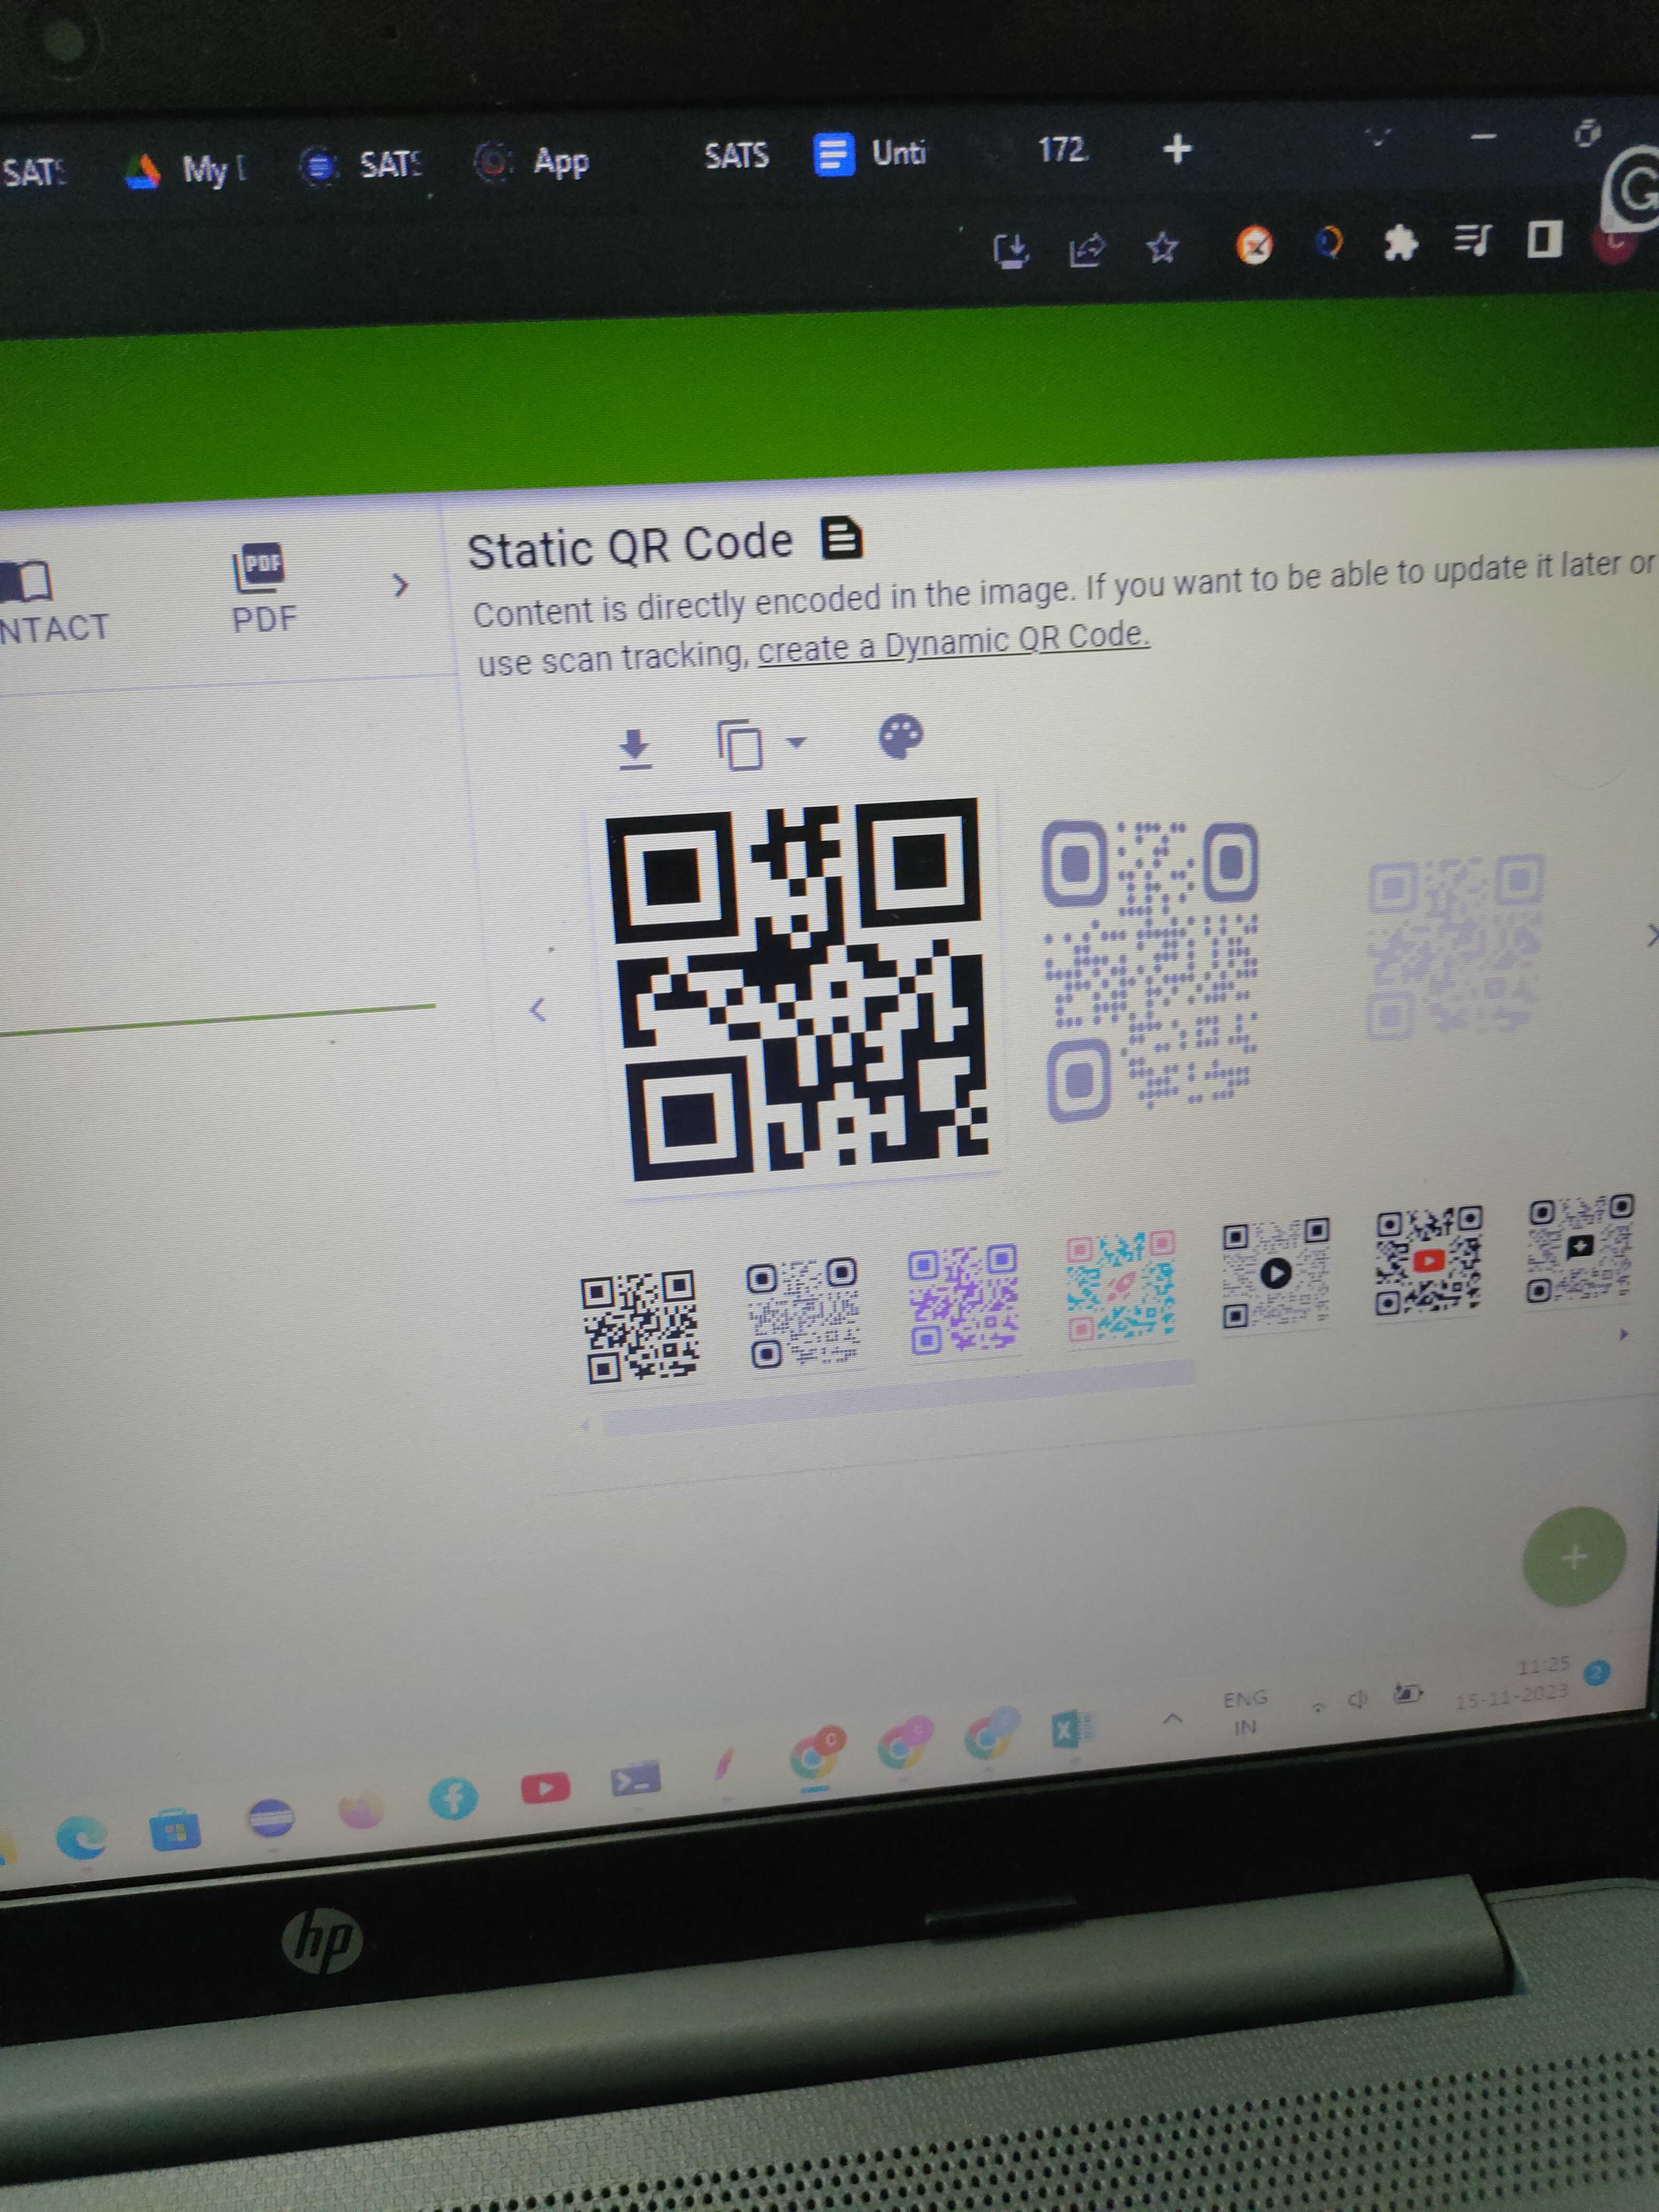 SATS
My D
SATS
App
SATS
Unti
172.
G
NTACT
PDF
PDF
Static QR Code
Content is directly encoded in the image. If you want to be able to update it later or
use scan tracking, create a Dynamic QR Code.
ENG
IN
11:25
15-11-2023
2
hp